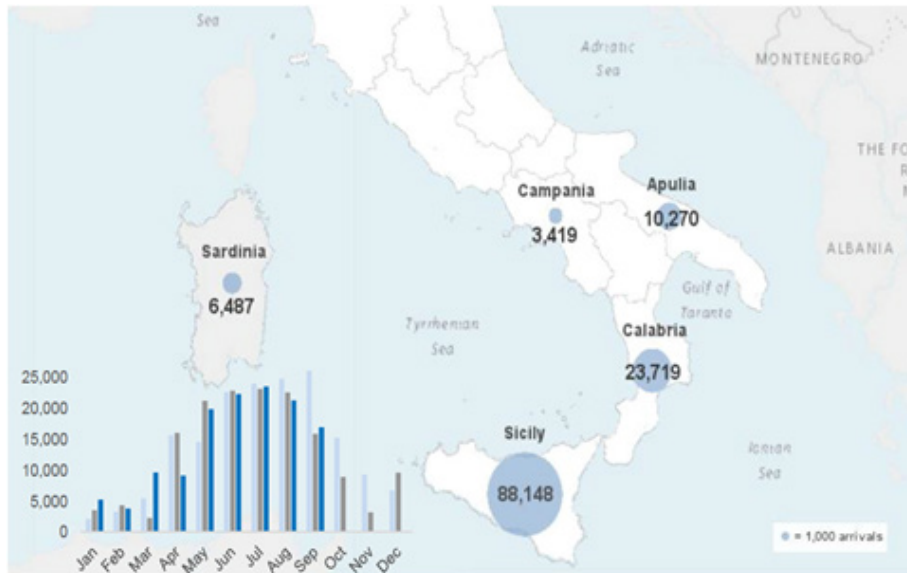 Sea
Adriatic
Sea
MONTENEGRO
THE FO
R
Campania
3,419
Apulia
10,270
ALBANIA
Sardinia
6,487
Gulf of
Taranto
Tyrrhenian
Sea
Calabria
23,719
Sicily
88,148
Ionian
Sea
25,000
20,000
15,000
10,000
5,000
0
Jan Feb Mar Apr May Jun Jul Aug Sep Oct Nov Dec
= 1,000 arrivals